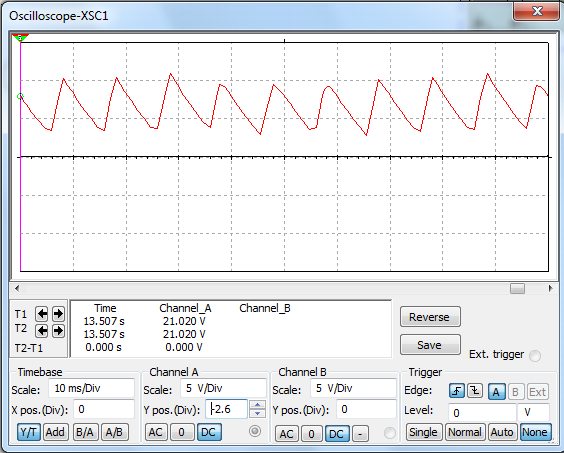 Oscilloscope-XSC1
Time Channel_A Channel_B
T1 13.507 s 21.020 V
T2 13.507 s 21.020 V
T2-T1 0.000 s 0.000 V
Reverse
Save
Ext. trigger
Timebase
Scale: 10 ms/Div
X pos.(Div): 0
Y/T Add B/A A/B
Channel A
Scale: 5 V/Div
Y pos.(Div): -2.6
AC 0 DC
Channel B
Scale: 5 V/Div
Y pos.(Div): 0
AC 0 DC -
Trigger
Edge: A B Ext
Level: 0 V
Single Normal Auto None